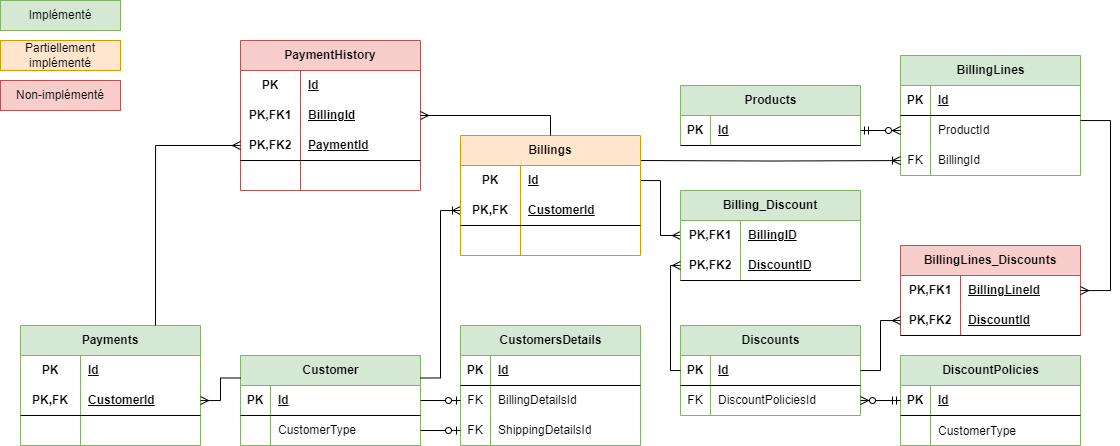 Implémenté
Partiellement
implémenté
Non-implémenté
PaymentHistory
PK Id
PK,FK1 BillingId
PK,FK2 PaymentId
Billings
PK Id
PK,FK CustomerId
Products
PK Id
BillingLines
PK Id
ProductId
FK BillingId
Billing_Discount
PK,FK1 BillingID
PK,FK2 DiscountID
BillingLines_Discounts
PK,FK1 BillingLineId
PK,FK2 DiscountId
Payments
PK Id
PK,FK CustomerId
Customer
PK Id
CustomerType
CustomersDetails
PK Id
FK BillingDetailsId
FK ShippingDetailsId
Discounts
PK Id
FK DiscountPoliciesId
DiscountPolicies
PK Id
CustomerType